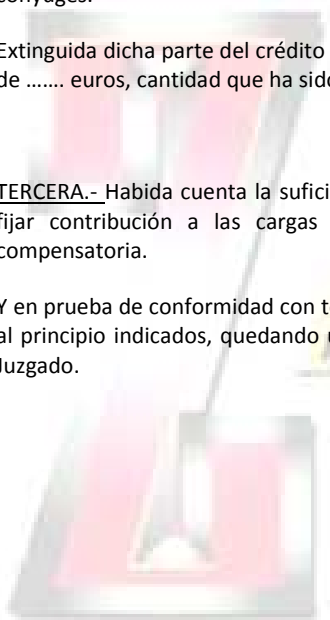 cónyuges.
Extinguida dicha parte del crédito
de ....... euros, cantidad que ha sido
TERCERA.- Habida cuenta la sufici
fijar contribución a las cargas
compensatoria.
Y en prueba de conformidad con t
al principio indicados, quedando
Juzgado.